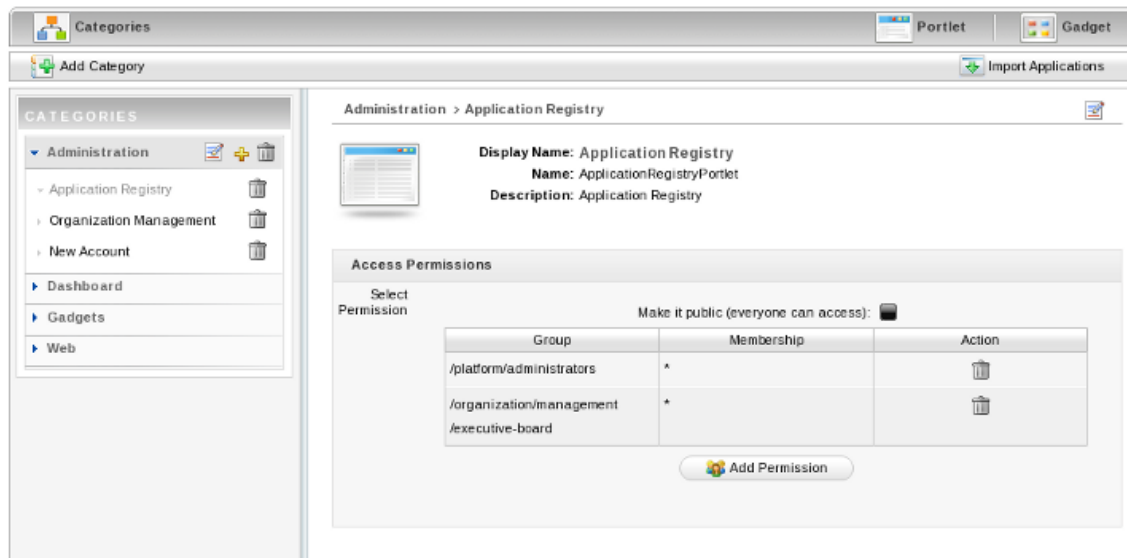 Categories
Portlet
Gadget
Add Category
Import Applications
CATEGORIES
Administration
Application Registry
Organization Management
New Account
Dashboard
Gadgets
Web
Administration > Application Registry
Display Name: Application Registry
Name: ApplicationRegistryPortlet
Description: Application Registry
Access Permissions
Select
Permission
Make it public (everyone can access):
Group Membership Action
/platform/administrators *
/organization/management *
/executive-board
Add Permission